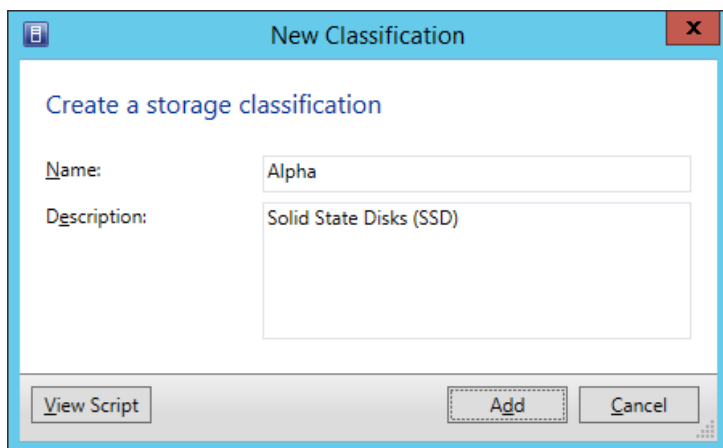 New Classification
x
Create a storage classification
Name:
Alpha
Description:
Solid State Disks (SSD)
View Script
Add
Cancel